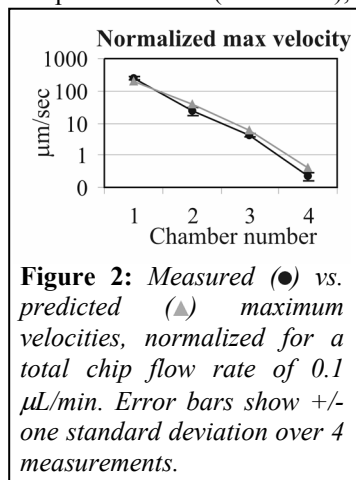 Normalized max velocity
1000
100
10
1
0
µm/sec
1 2 3 4
Chamber number
Figure 2: Measured (●) vs.
predicted (▲) maximum
velocities, normalized for a
total chip flow rate of 0.1
µL/min. Error bars show +/-
one standard deviation over 4
measurements.